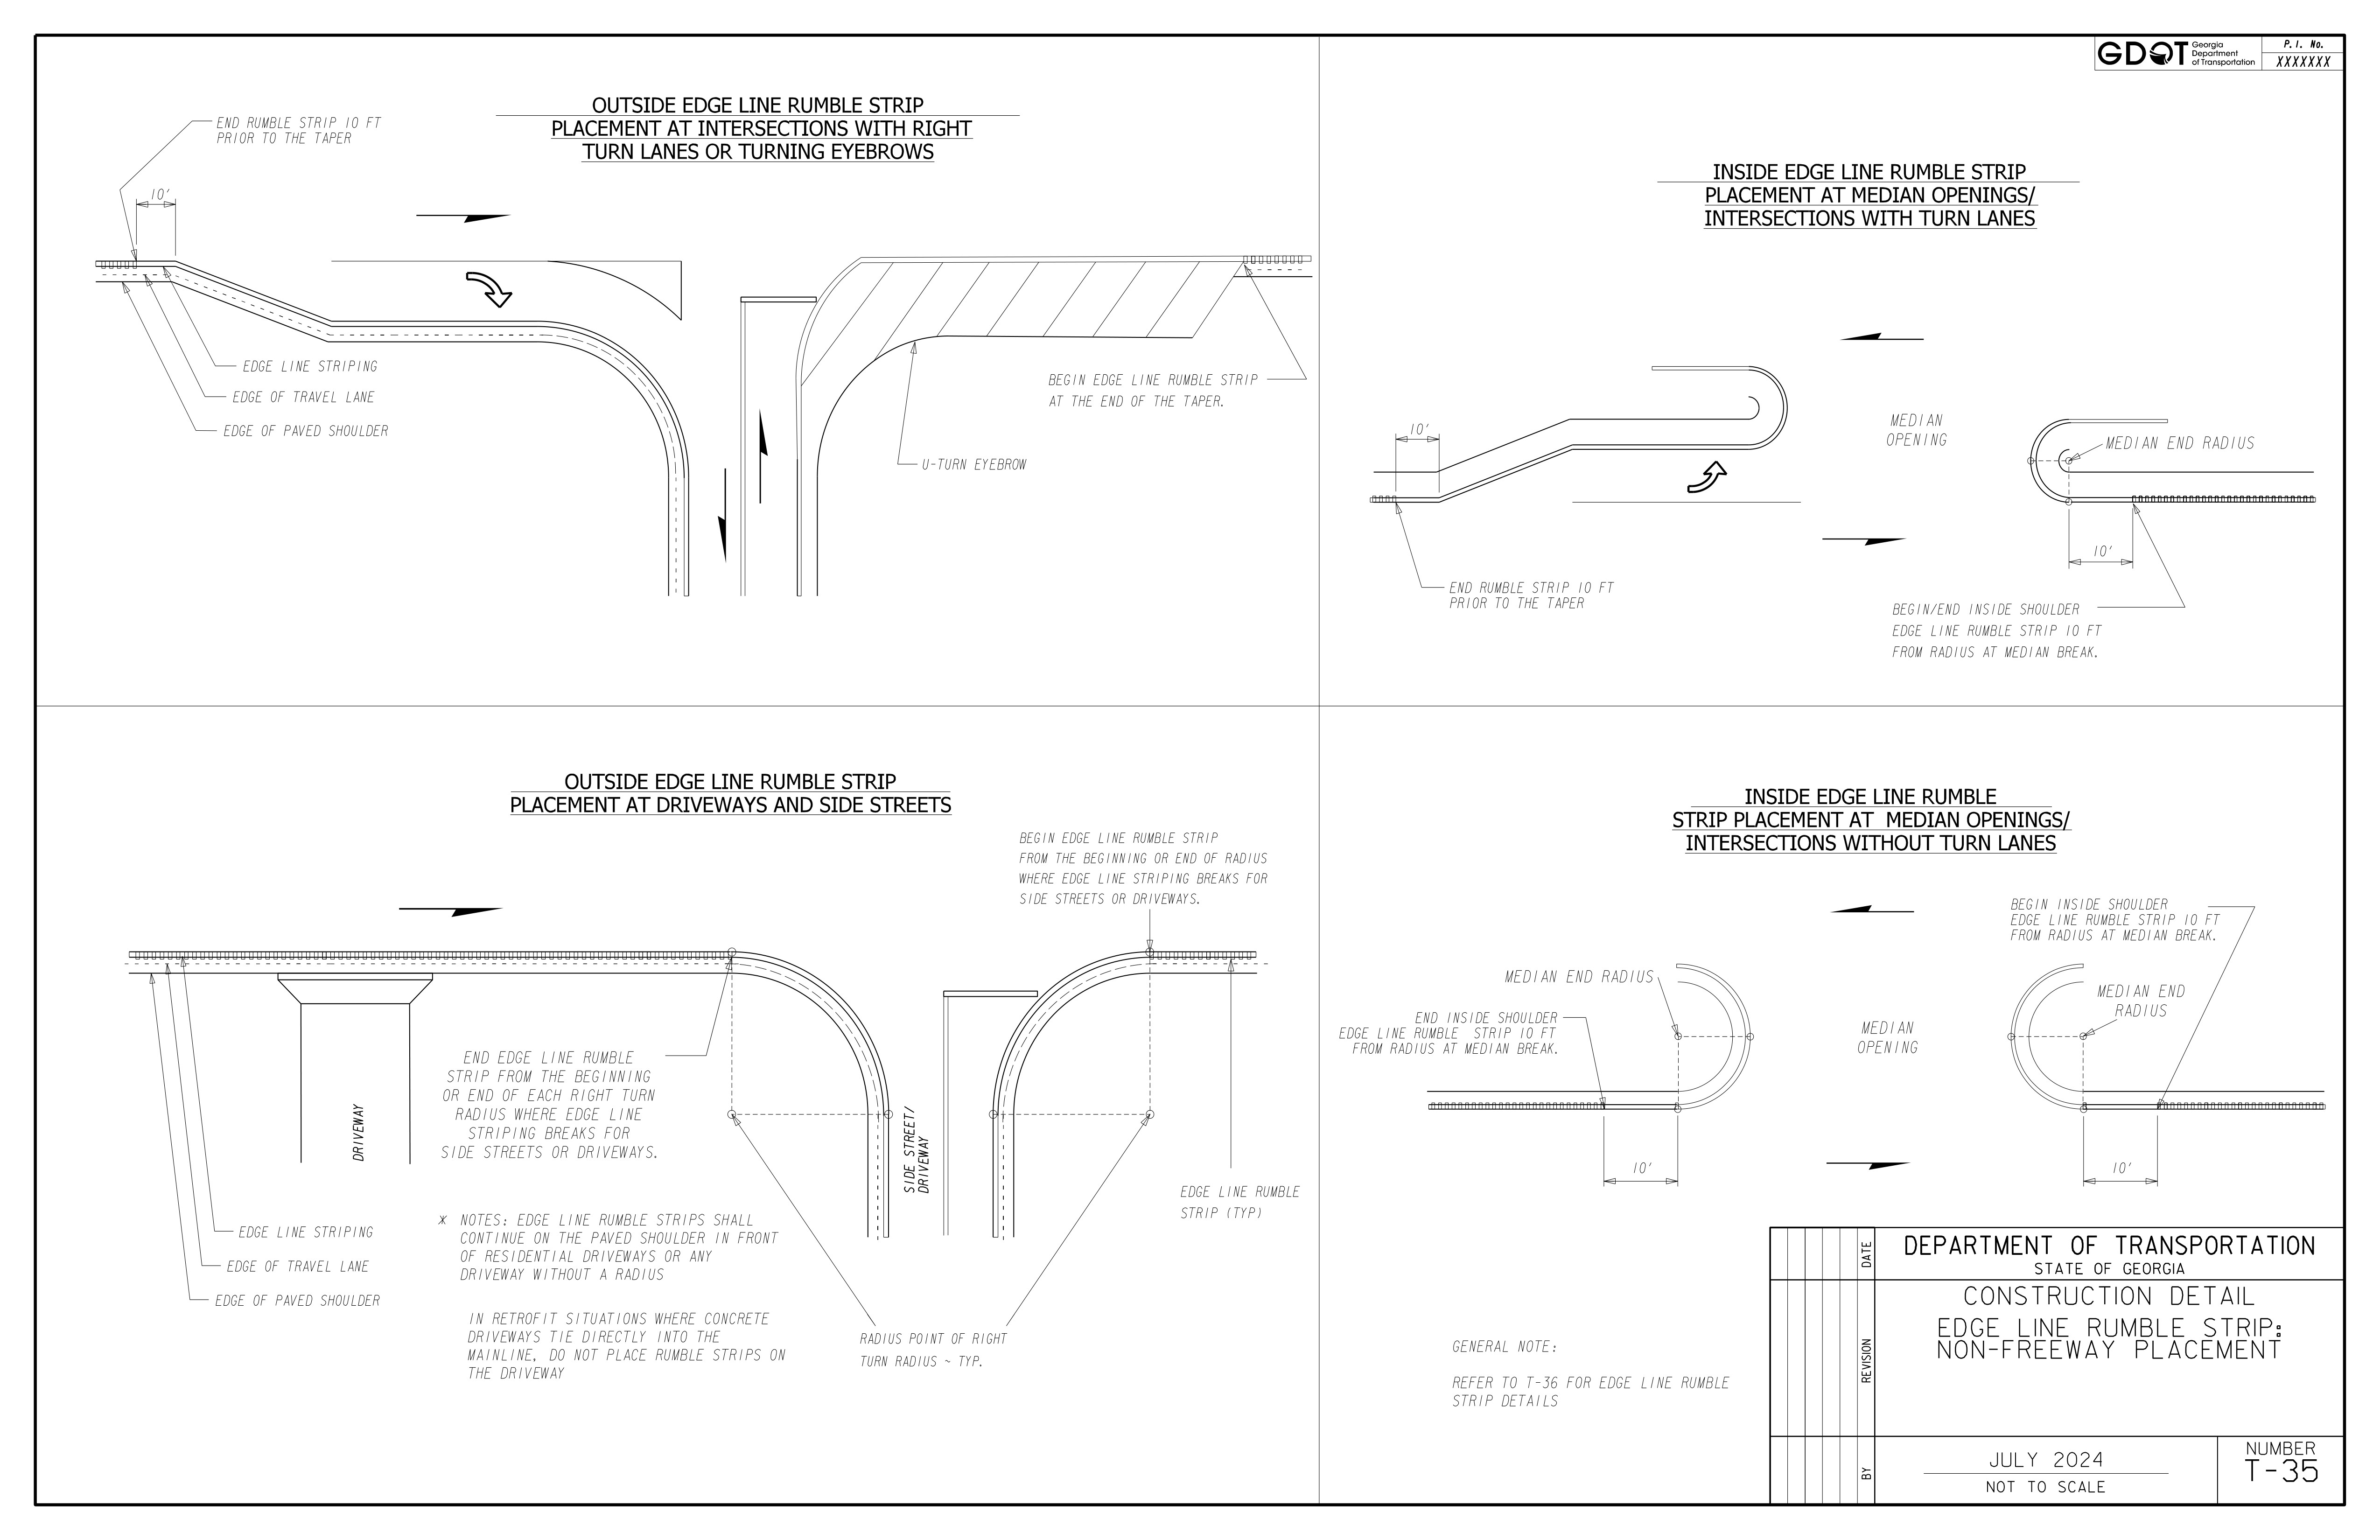 GDOT Georgia
Department
of Transportation
P.I. No.
XXXXXXX
OUTSIDE EDGE LINE RUMBLE STRIP
PLACEMENT AT INTERSECTIONS WITH RIGHT
TURN LANES OR TURNING EYEBROWS
END RUMBLE STRIP 10 FT
PRIOR TO THE TAPER
10'
EDGE LINE STRIPING
EDGE OF TRAVEL LANE
EDGE OF PAVED SHOULDER
BEGIN EDGE LINE RUMBLE STRIP
AT THE END OF THE TAPER.
U-TURN EYEBROW
INSIDE EDGE LINE RUMBLE STRIP
PLACEMENT AT MEDIAN OPENINGS/
INTERSECTIONS WITH TURN LANES
10'
MEDIAN
OPENING
MEDIAN END RADIUS
10'
END RUMBLE STRIP 10 FT
PRIOR TO THE TAPER
BEGIN/END INSIDE SHOULDER
EDGE LINE RUMBLE STRIP 10 FT
FROM RADIUS AT MEDIAN BREAK.
OUTSIDE EDGE LINE RUMBLE STRIP
PLACEMENT AT DRIVEWAYS AND SIDE STREETS
BEGIN EDGE LINE RUMBLE STRIP
FROM THE BEGINNING OR END OF RADIUS
WHERE EDGE LINE STRIPING BREAKS FOR
SIDE STREETS OR DRIVEWAYS.
END EDGE LINE RUMBLE
STRIP FROM THE BEGINNING
OR END OF EACH RIGHT TURN
RADIUS WHERE EDGE LINE
STRIPING BREAKS FOR
SIDE STREETS OR DRIVEWAYS.
DRIVEWAY
SIDE STREET/
DRIVEWAY
EDGE LINE RUMBLE
STRIP (TYP)
EDGE LINE STRIPING
EDGE OF TRAVEL LANE
EDGE OF PAVED SHOULDER
* NOTES: EDGE LINE RUMBLE STRIPS SHALL
CONTINUE ON THE PAVED SHOULDER IN FRONT
OF RESIDENTIAL DRIVEWAYS OR ANY
DRIVEWAY WITHOUT A RADIUS
IN RETROFIT SITUATIONS WHERE CONCRETE
DRIVEWAYS TIE DIRECTLY INTO THE
MAINLINE, DO NOT PLACE RUMBLE STRIPS ON
THE DRIVEWAY
RADIUS POINT OF RIGHT
TURN RADIUS ~ TYP.
INSIDE EDGE LINE RUMBLE
STRIP PLACEMENT AT MEDIAN OPENINGS/
INTERSECTIONS WITHOUT TURN LANES
BEGIN INSIDE SHOULDER
EDGE LINE RUMBLE STRIP 10 FT
FROM RADIUS AT MEDIAN BREAK.
MEDIAN END RADIUS
END INSIDE SHOULDER
EDGE LINE RUMBLE STRIP 10 FT
FROM RADIUS AT MEDIAN BREAK.
MEDIAN
OPENING
MEDIAN END
RADIUS
10'
10'
GENERAL NOTE:
REFER TO T-36 FOR EDGE LINE RUMBLE
STRIP DETAILS
DATE
REVISION
BY
DEPARTMENT OF TRANSPORTATION
STATE OF GEORGIA
CONSTRUCTION DETAIL
EDGE LINE RUMBLE STRIP:
NON-FREEWAY PLACEMENT
JULY 2024
NOT TO SCALE
NUMBER
T-35